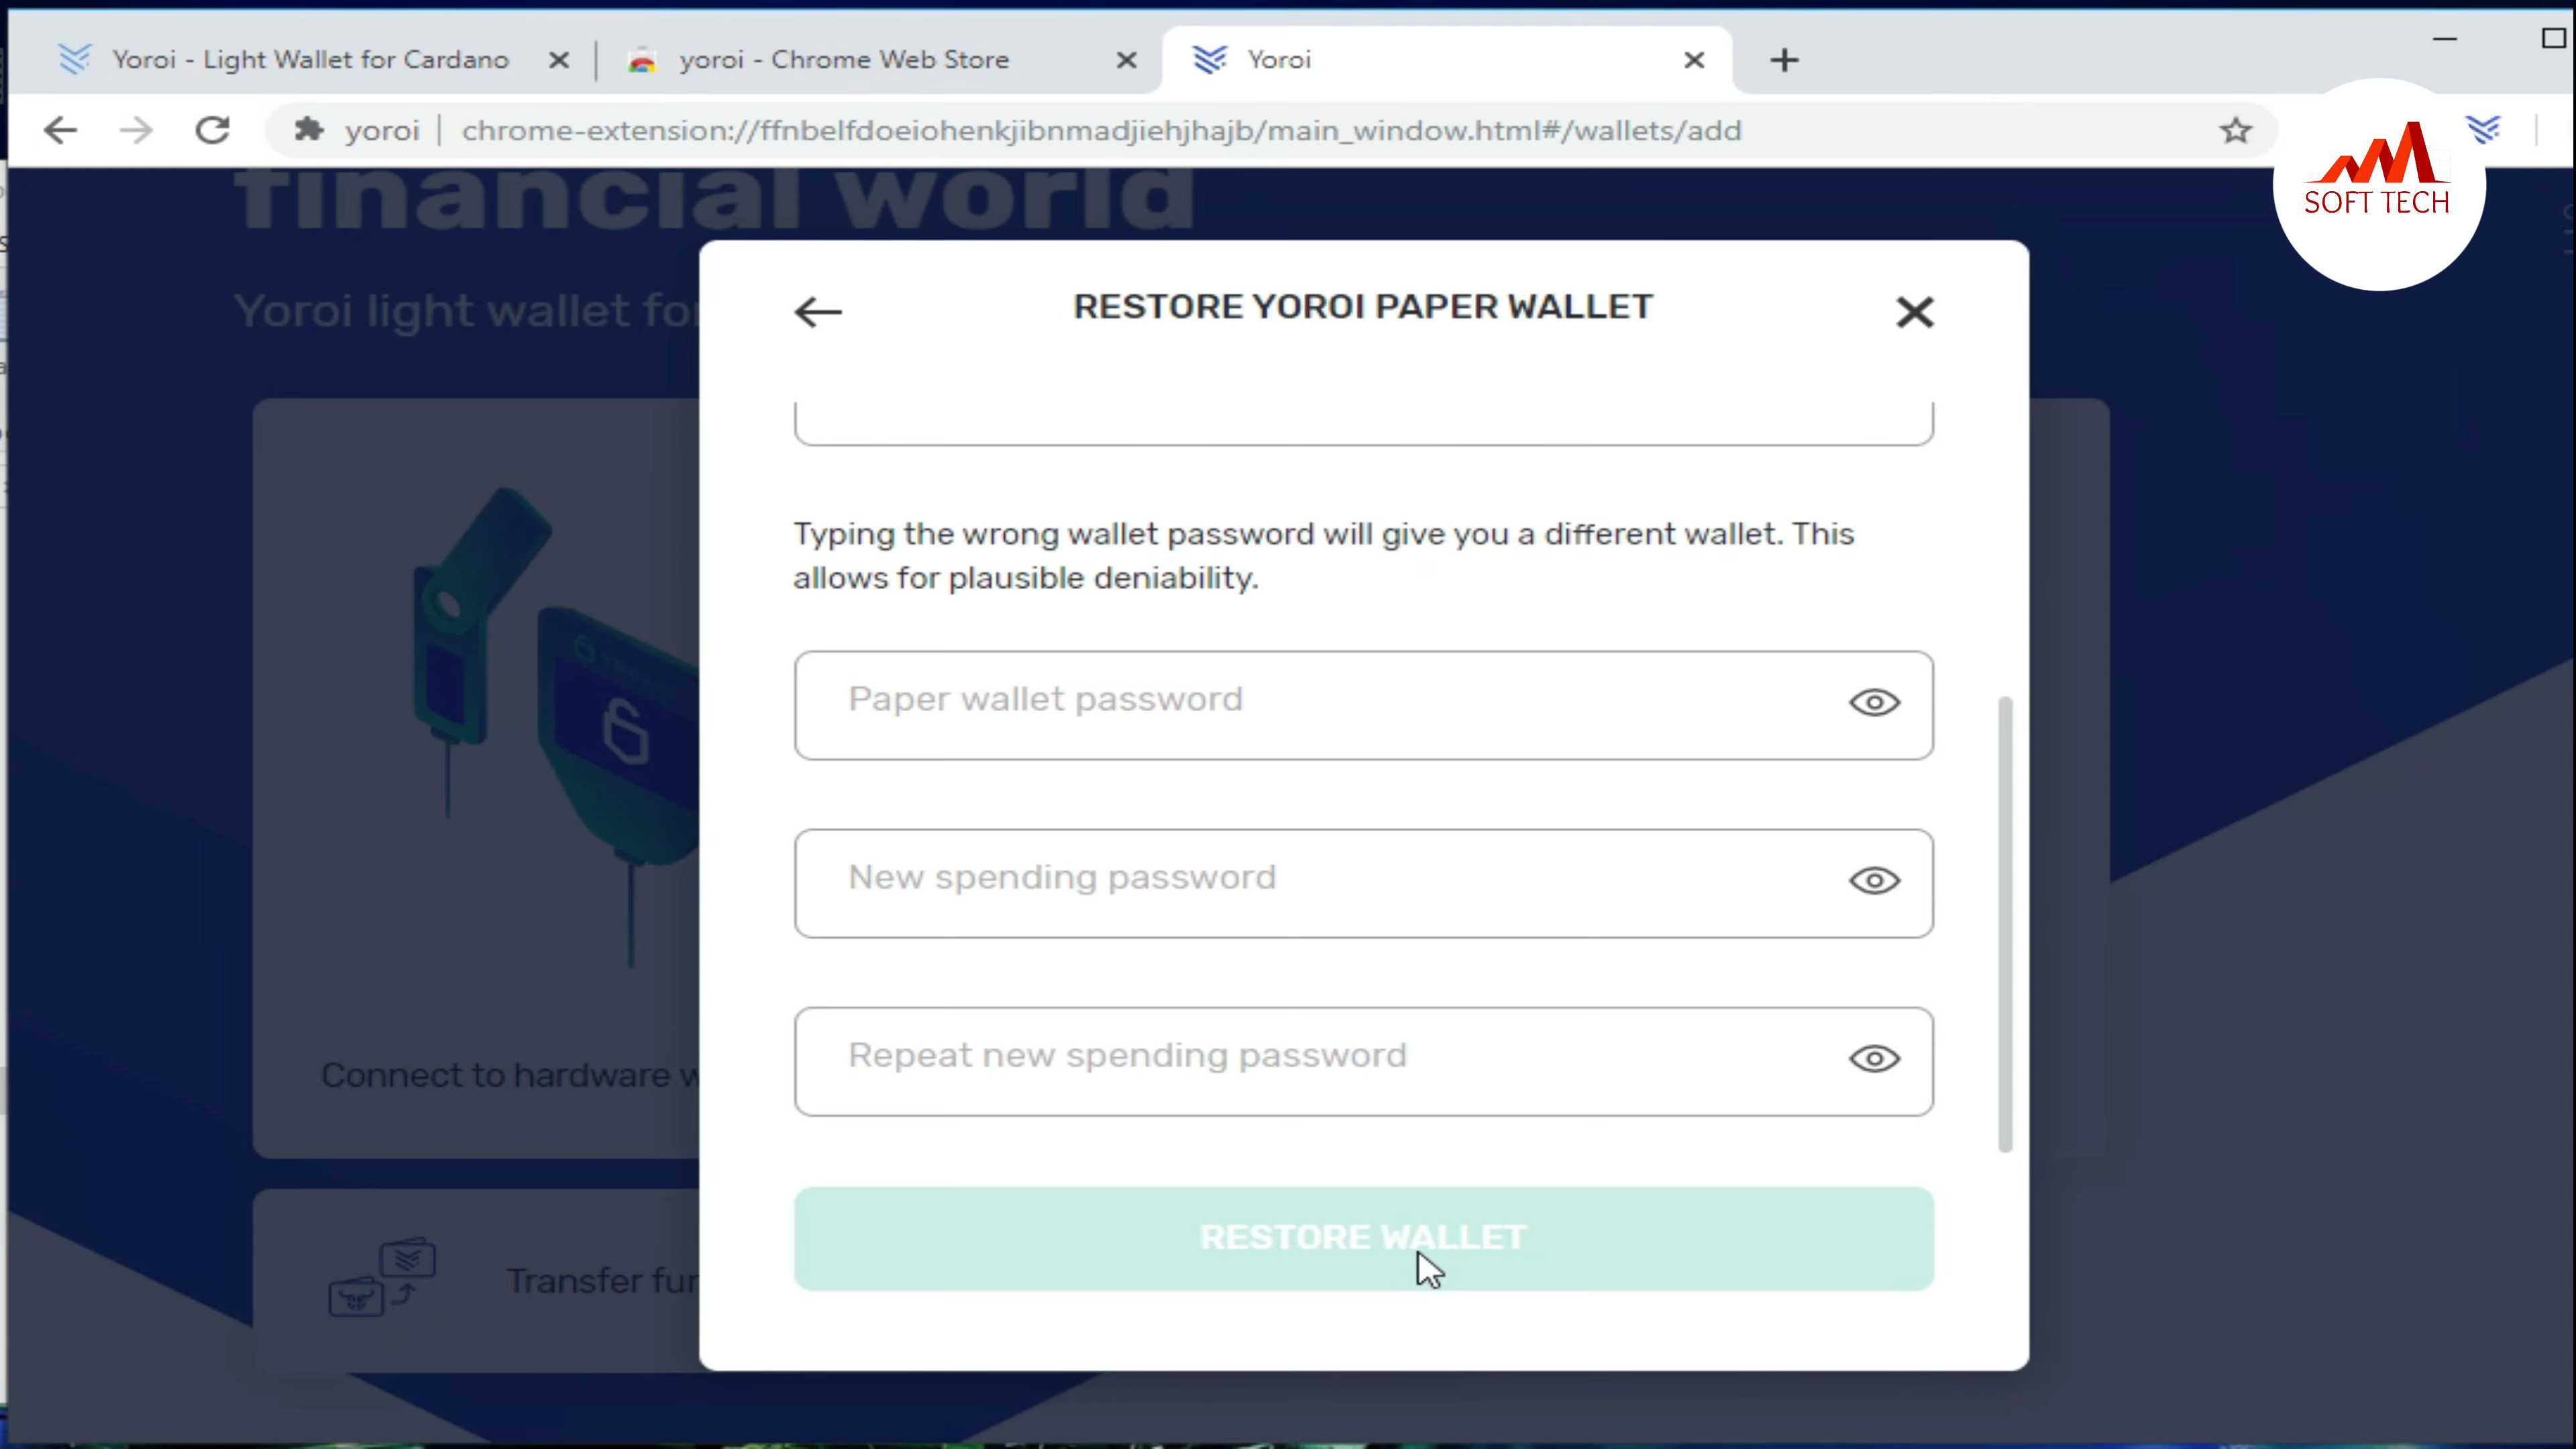 Yoroi - Light Wallet for Cardano
yoroi - Chrome Web Store
Yoroi
yoroi
chrome-extension://ffnbelfdoeiohenkjibnmadjiehjhajb/main_window.html#/wallets/add
SOFT TECH
financial world
Yoroi light wallet for
RESTORE YOROI PAPER WALLET
Typing the wrong wallet password will give you a different wallet. This
allows for plausible deniability.
Paper wallet password
New spending password
Repeat new spending password
Connect to hardware
RESTORE WALLET
Transfer